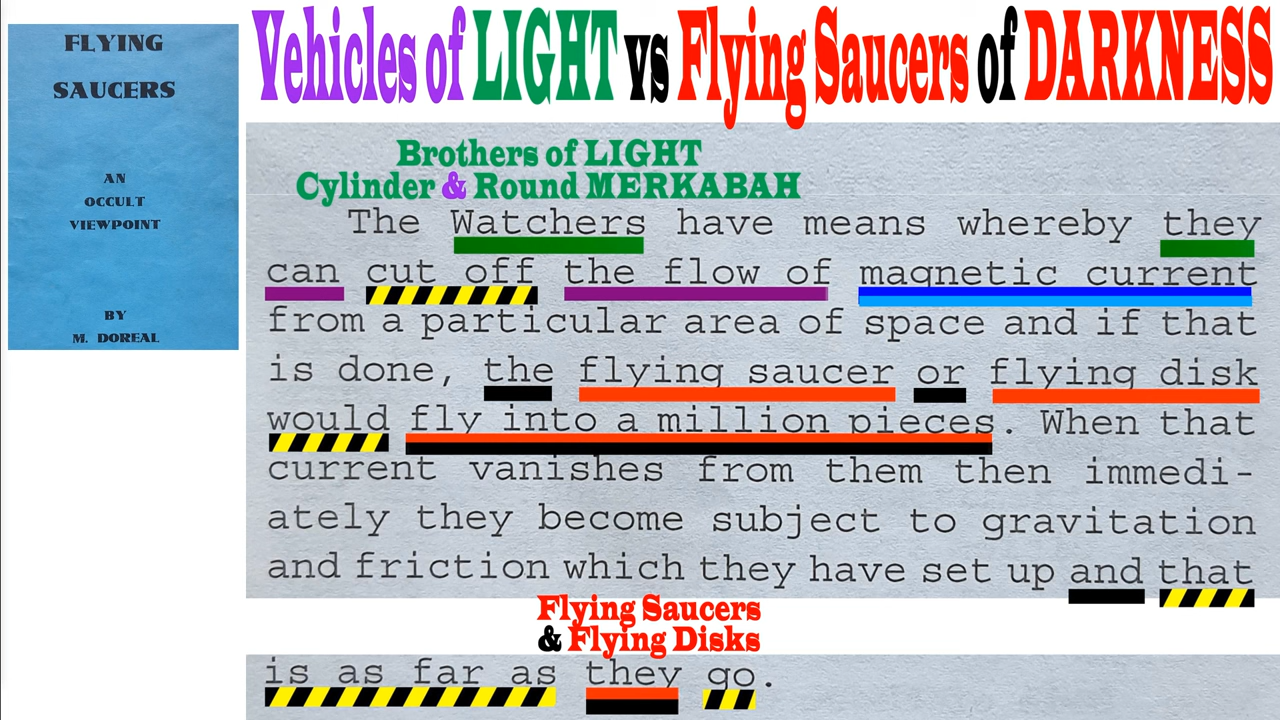 FLYING
SAUCERS
AN
OCCULT
VIEWPOINT
BY
M. DOREAL
Vehicles of LIGHT vs Flying Saucers of DARKNESS
Brothers of LIGHT
Cylinder & Round MERKABAH
The Watchers have means whereby they
can cut off the flow of magnetic current
from a particular area of space and if that
is done, the flying saucer or flying disk
would fly into a million pieces. When that
current vanishes from them then immedi-
ately they become subject to gravitation
and friction which they have set up and that
Flying Saucers
& Flying Disks
is as far as they go.